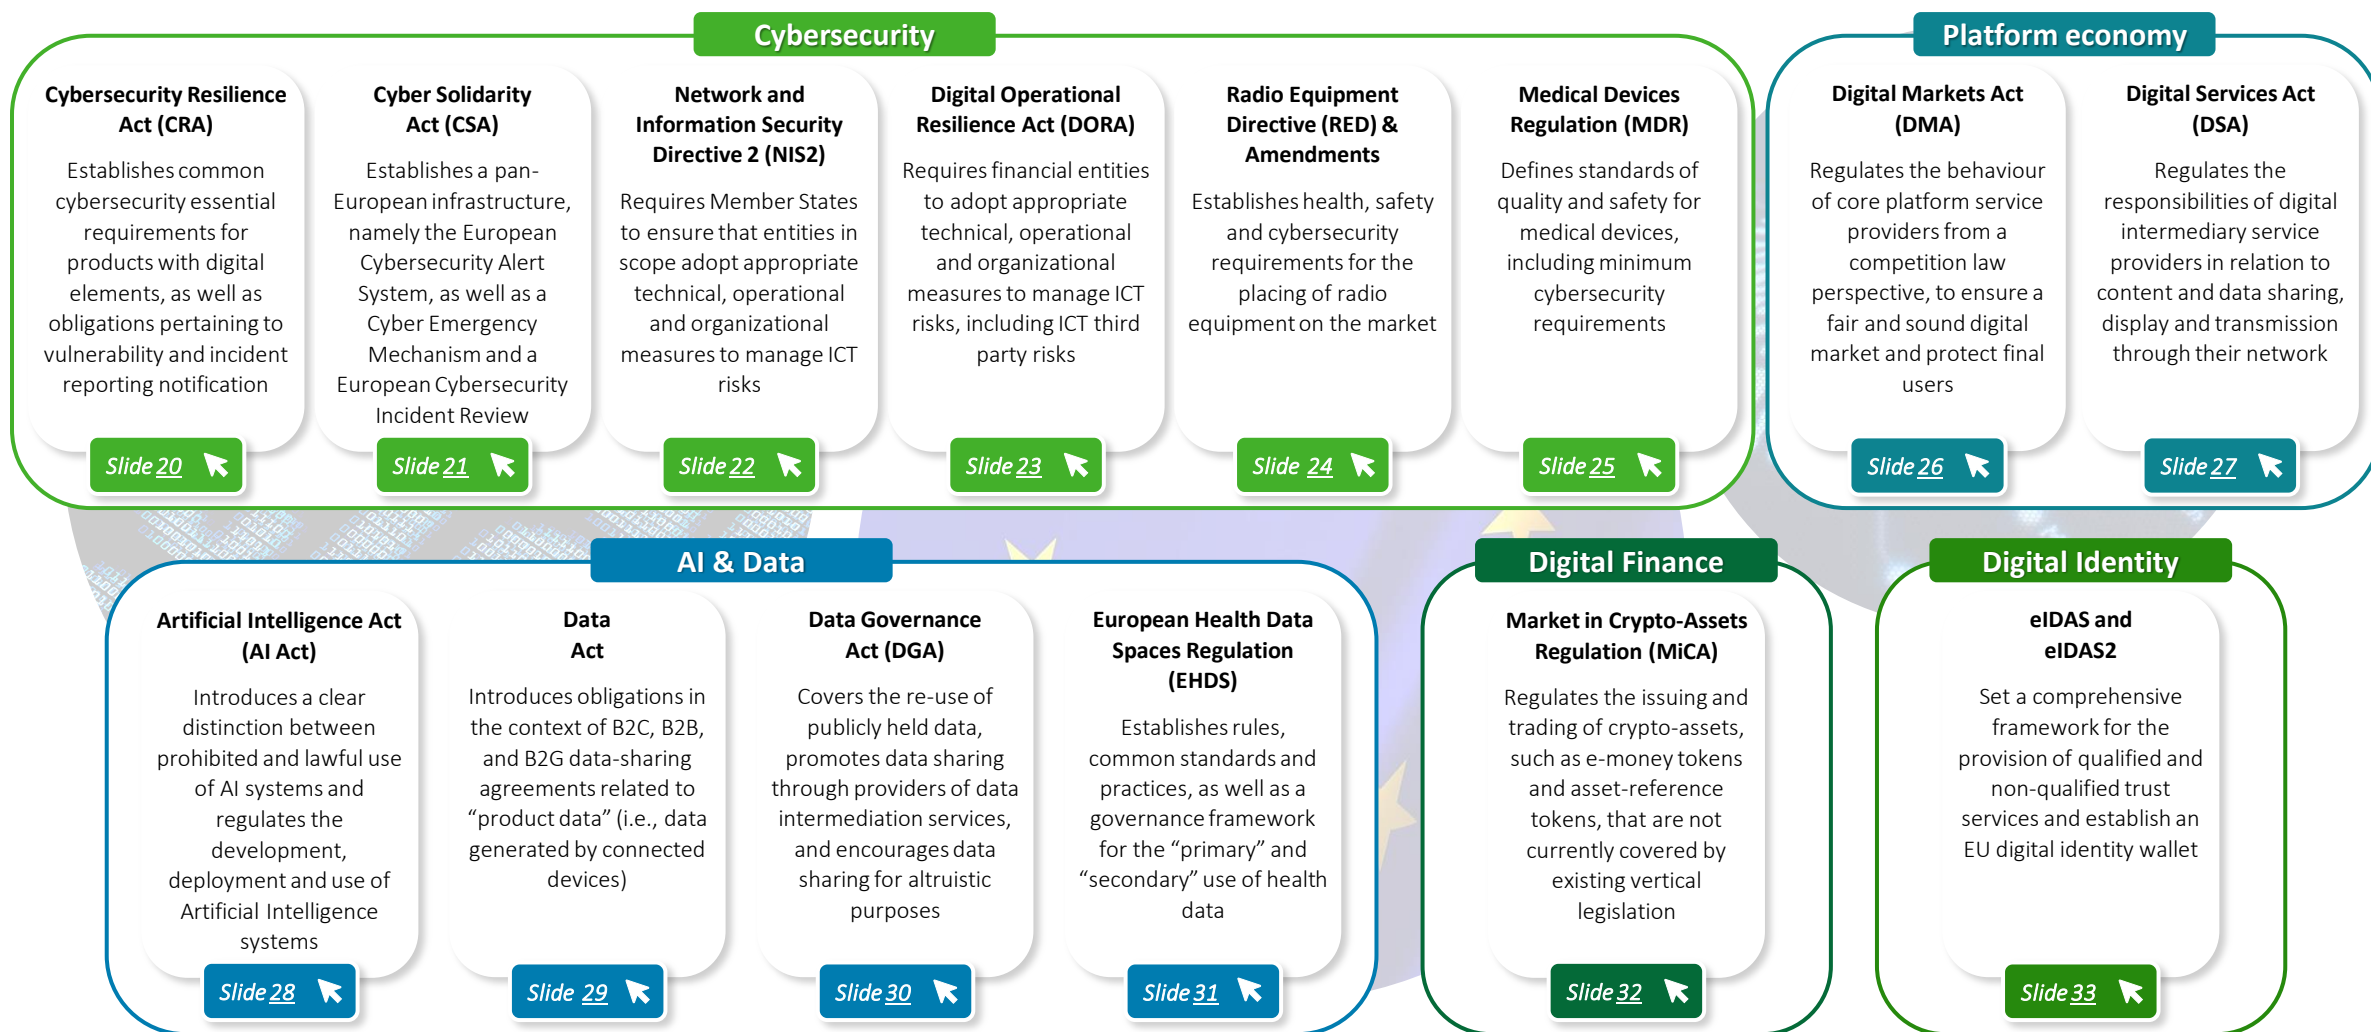 Cybersecurity
Cybersecurity Resilience
Act (CRA)
Establishes common
cybersecurity essential
requirements for
products with digital
elements, as well as
obligations pertaining to
vulnerability and incident
reporting notification
Slide 20
Cyber Solidarity
Act (CSA)
Establishes a pan-
European infrastructure,
namely the European
Cybersecurity Alert
System, as well as a
Cyber Emergency
Mechanism and a
European Cybersecurity
Incident Review
Slide 21
Network and
Information Security
Directive 2 (NIS2)
Requires Member States
to ensure that entities in
scope adopt appropriate
technical, operational
and organizational
measures to manage ICT
risks
Slide 22
Digital Operational
Resilience Act (DORA)
Requires financial entities
to adopt appropriate
technical, operational
and organizational
measures to manage ICT
risks, including ICT third
party risks
Slide 23
Radio Equipment
Directive (RED) &
Amendments
Establishes health, safety
and cybersecurity
requirements for the
placing of radio
equipment on the market
Slide 24
Medical Devices
Regulation (MDR)
Defines standards of
quality and safety for
medical devices,
including minimum
cybersecurity
requirements
Slide 25
Platform economy
Digital Markets Act
(DMA)
Regulates the behaviour
of core platform service
providers from a
competition law
perspective, to ensure a
fair and sound digital
market and protect final
users
Slide 26
Digital Services Act
(DSA)
Regulates the
responsibilities of digital
intermediary service
providers in relation to
content and data sharing,
display and transmission
through their network
Slide 27
AI & Data
Artificial Intelligence Act
(AI Act)
Introduces a clear
distinction between
prohibited and lawful use
of AI systems and
regulates the
development,
deployment and use of
Artificial Intelligence
systems
Slide 28
Data
Act
Introduces obligations in
the context of B2C, B2B,
and B2G data-sharing
agreements related to
“product data” (i.e., data
generated by connected
devices)
Slide 29
Data Governance
Act (DGA)
Covers the re-use of
publicly held data,
promotes data sharing
through providers of data
intermediation services,
and encourages data
sharing for altruistic
purposes
Slide 30
European Health Data
Spaces Regulation
(EHDS)
Establishes rules,
common standards and
practices, as well as a
governance framework
for the “primary” and
“secondary” use of health
data
Slide 31
Digital Finance
Market in Crypto-Assets
Regulation (MiCA)
Regulates the issuing and
trading of crypto-assets,
such as e-money tokens
and asset-reference
tokens, that are not
currently covered by
existing vertical
legislation
Slide 32
Digital Identity
eIDAS and
eIDAS2
Set a comprehensive
framework for the
provision of qualified and
non-qualified trust
services and establish an
EU digital identity wallet
Slide 33